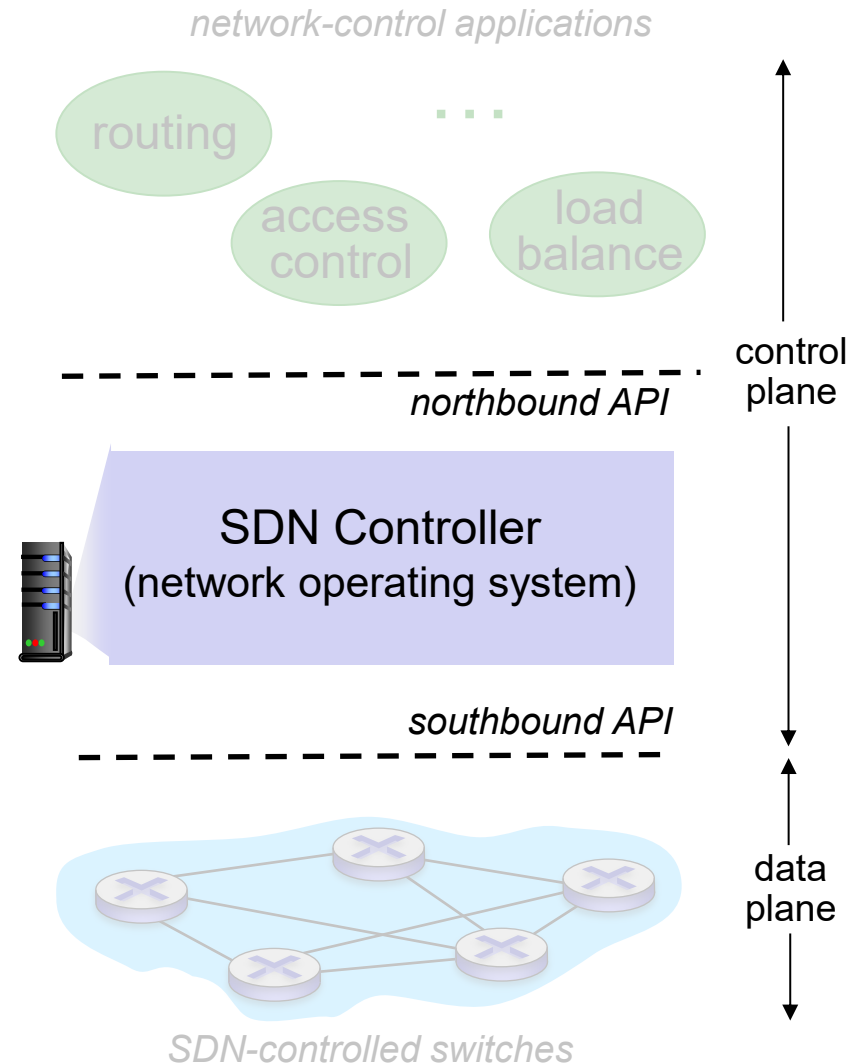 network-control applications
routing
. . .
access
control
load
balance
control
plane
northbound API
SDN Controller
(network operating system)
southbound API
data
plane
SDN-controlled switches